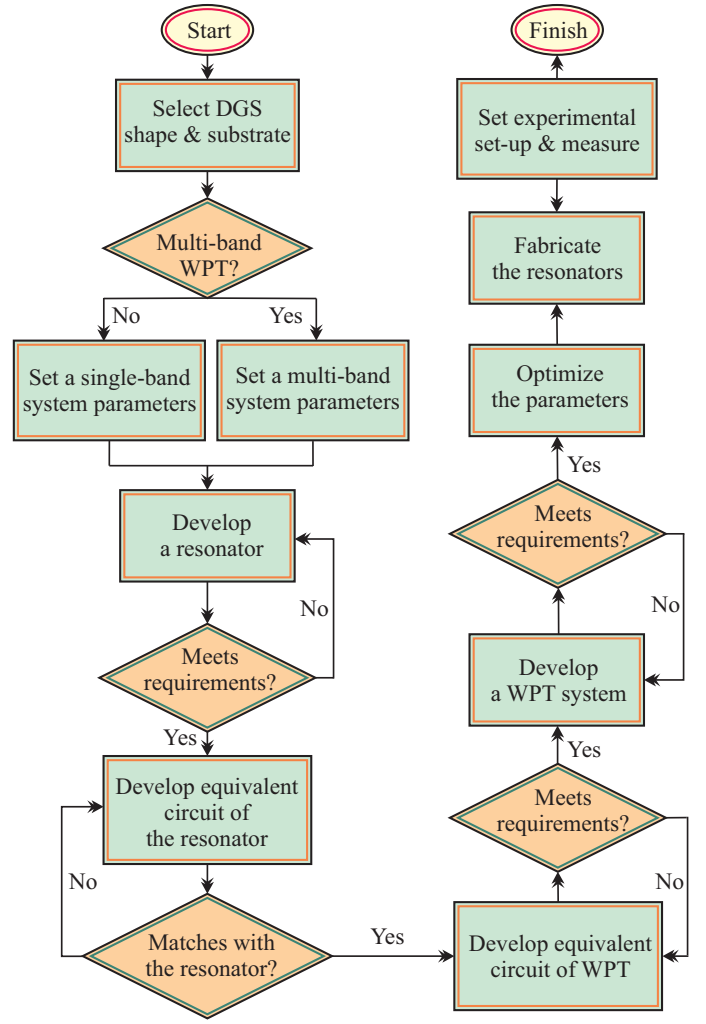 Start
Select DGS
shape & substrate
Multi-band
WPT?
No
Yes
Set a single-band
system parameters
Set a multi-band
system parameters
Develop
a resonator
No
Meets
requirements?
Yes
Develop equivalent
circuit of
the resonator
No
Matches with
the resonator?
Yes
Develop equivalent
circuit of WPT
No
Meets
requirements?
Yes
Develop
a WPT system
No
Meets
requirements?
Yes
Optimize
the parameters
Fabricate
the resonators
Set experimental
set-up & measure
Finish